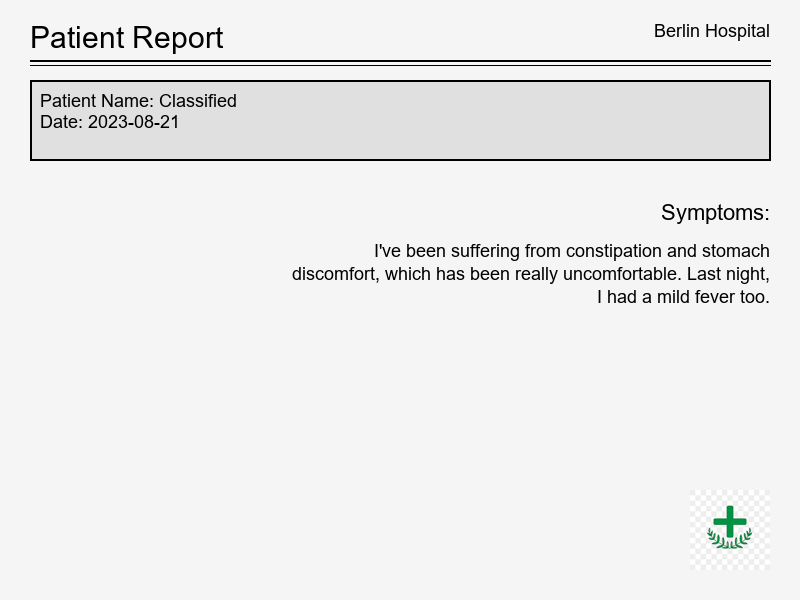 Patient Report
Berlin Hospital
Patient Name: Classified
Date: 2023-08-21
Symptoms:
I've been suffering from constipation and stomach
discomfort, which has been really uncomfortable. Last night,
I had a mild fever too.